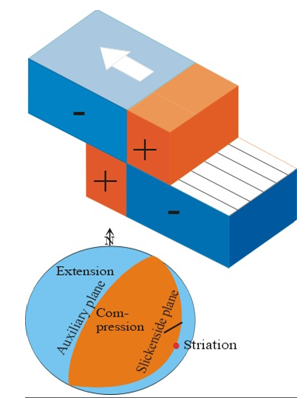 -
+
+
-
N
Extension
Auxiliary plane
Com-
pression
Slickenside plane
Striation